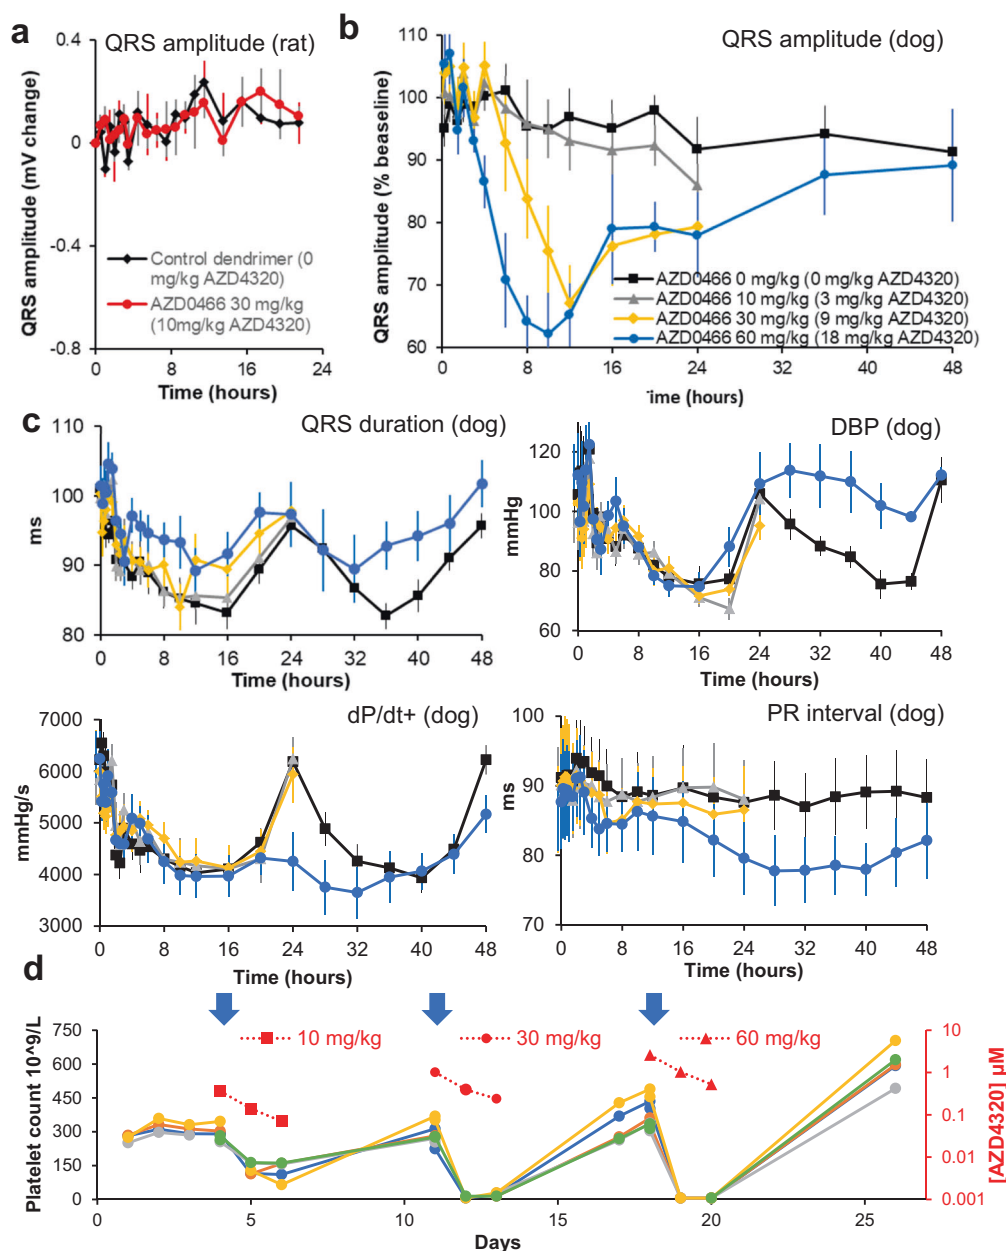 a
QRS amplitude (rat)
0.4
0
-0.4
-0.8
QRS amplitude (mV change)
Control dendrimer (0
mg/kg AZD4320)
AZD0466 30 mg/kg
(10mg/kg AZD4320)
0 4 8 12 16 20 24
Time (hours)
b
QRS amplitude (dog)
110
100
90
80
70
60
QRS amplitude (% beaseline)
AZD0466 0 mg/kg (0 mg/kg AZD4320)
AZD0466 10 mg/kg (3 mg/kg AZD4320)
AZD0466 30 mg/kg (9 mg/kg AZD4320)
AZD0466 60 mg/kg (18 mg/kg AZD4320)
0 4 8 12 16 20 24 28 32 36 40 44 48
ime (hours)
c
QRS duration (dog)
110
100
90
80
ms
0 8 16 24 32 40 48
Time (hours)
DBP (dog)
120
100
80
60
mmHg
0 8 16 24 32 40 48
Time (hours)
dP/dt+ (dog)
7000
6000
5000
4000
3000
mmHg/s
0 8 16 24 32 40 48
Time (hours)
PR interval (dog)
100
90
80
70
ms
0 8 16 24 32 40 48
Time (hours)
d
750
600
450
300
150
0
Platelet count 10^9/L
10 mg/kg
30 mg/kg
60 mg/kg
10
1
0.1
0.01
0.001
[AZD4320] µM
0 5 10 15 20 25
Days